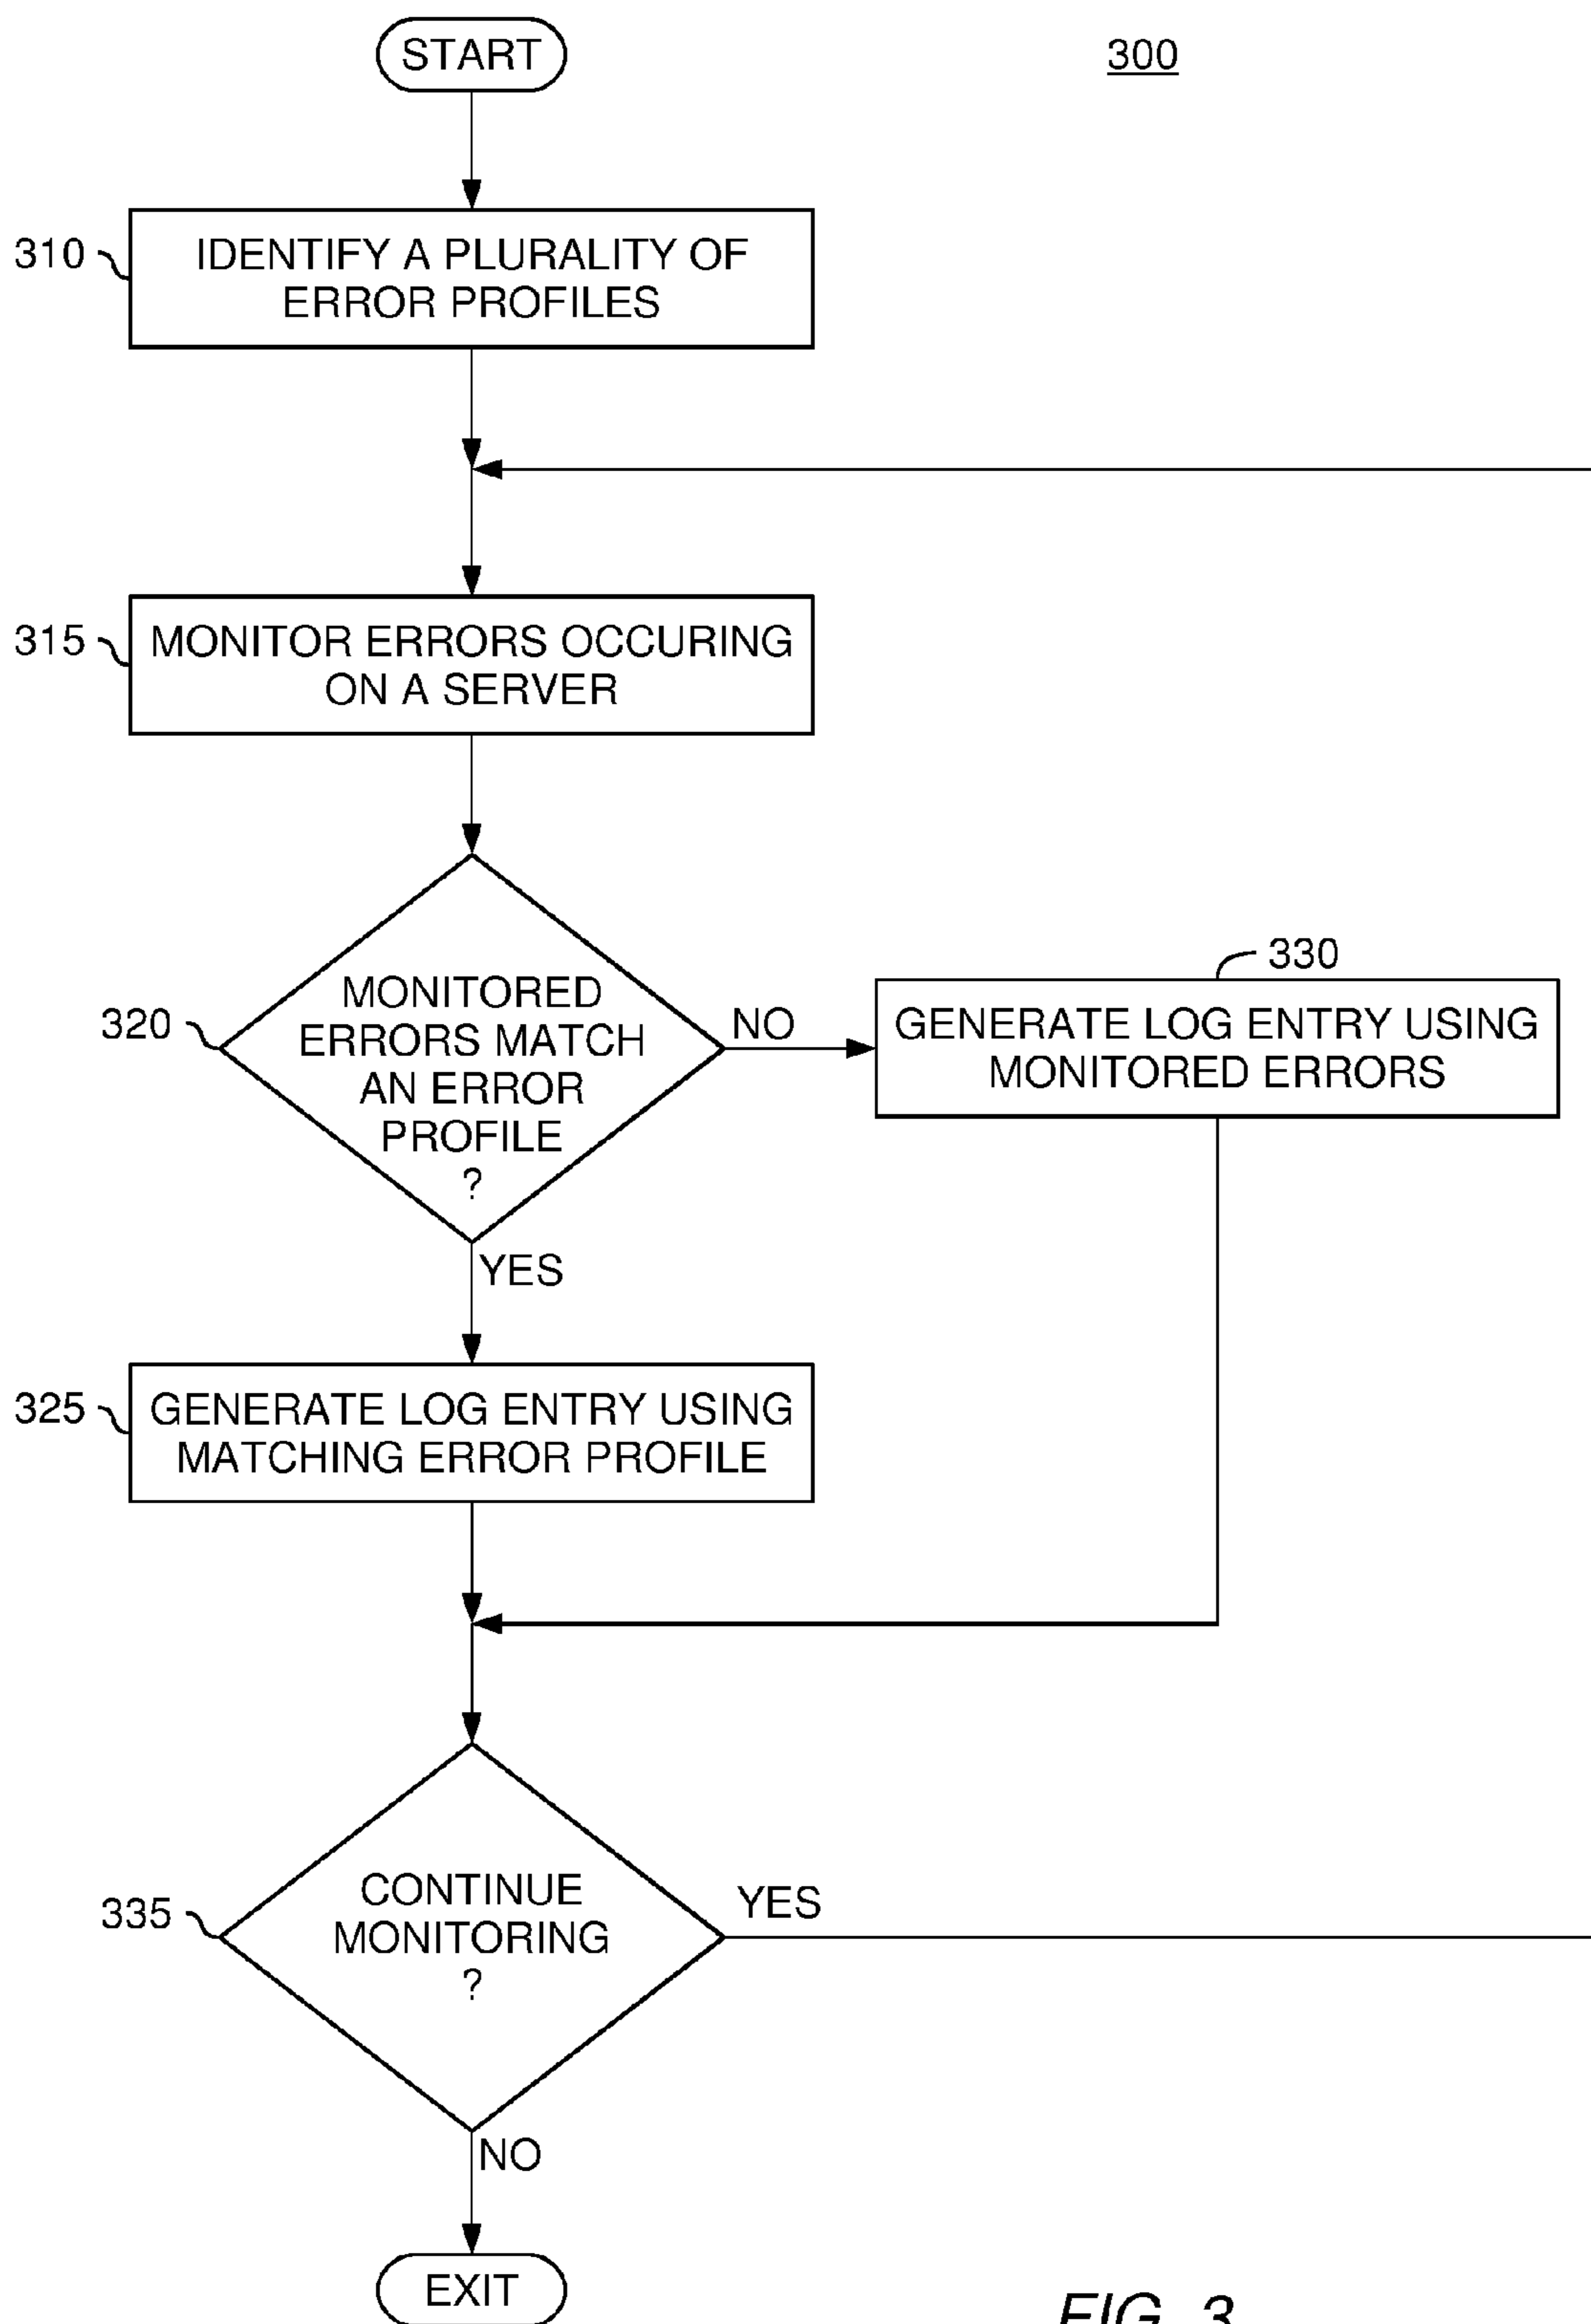 START
300
310
IDENTIFY A PLURALITY OF
ERROR PROFILES
315
MONITOR ERRORS OCCURING
ON A SERVER
320
MONITORED
ERRORS MATCH
AN ERROR
PROFILE
?
NO
330
GENERATE LOG ENTRY USING
MONITORED ERRORS
YES
325
GENERATE LOG ENTRY USING
MATCHING ERROR PROFILE
335
CONTINUE
MONITORING
?
YES
NO
EXIT
FIG. 3